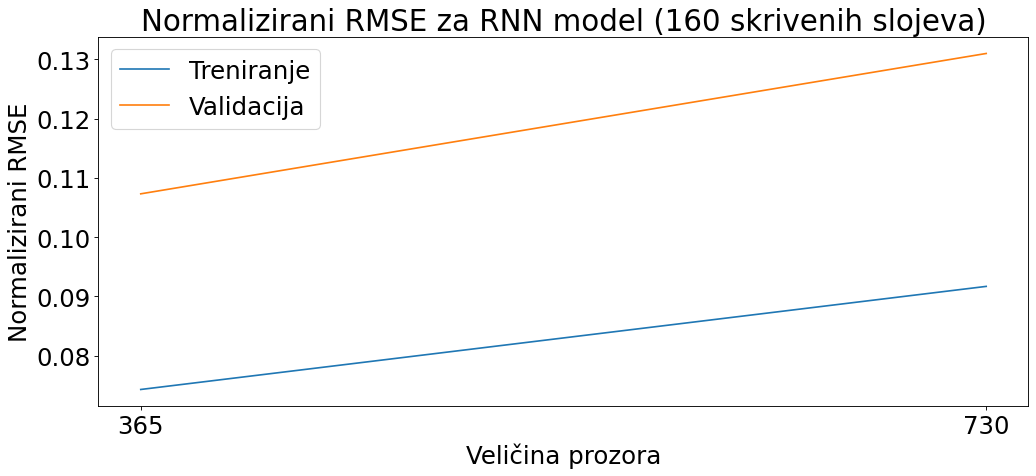 Normalizirani RMSE za RNN model (160 skrivenih slojeva)
Treniranje
Validacija
Normalizirani RMSE
0.13
0.12
0.11
0.10
0.09
0.08
365
730
Veličina prozora